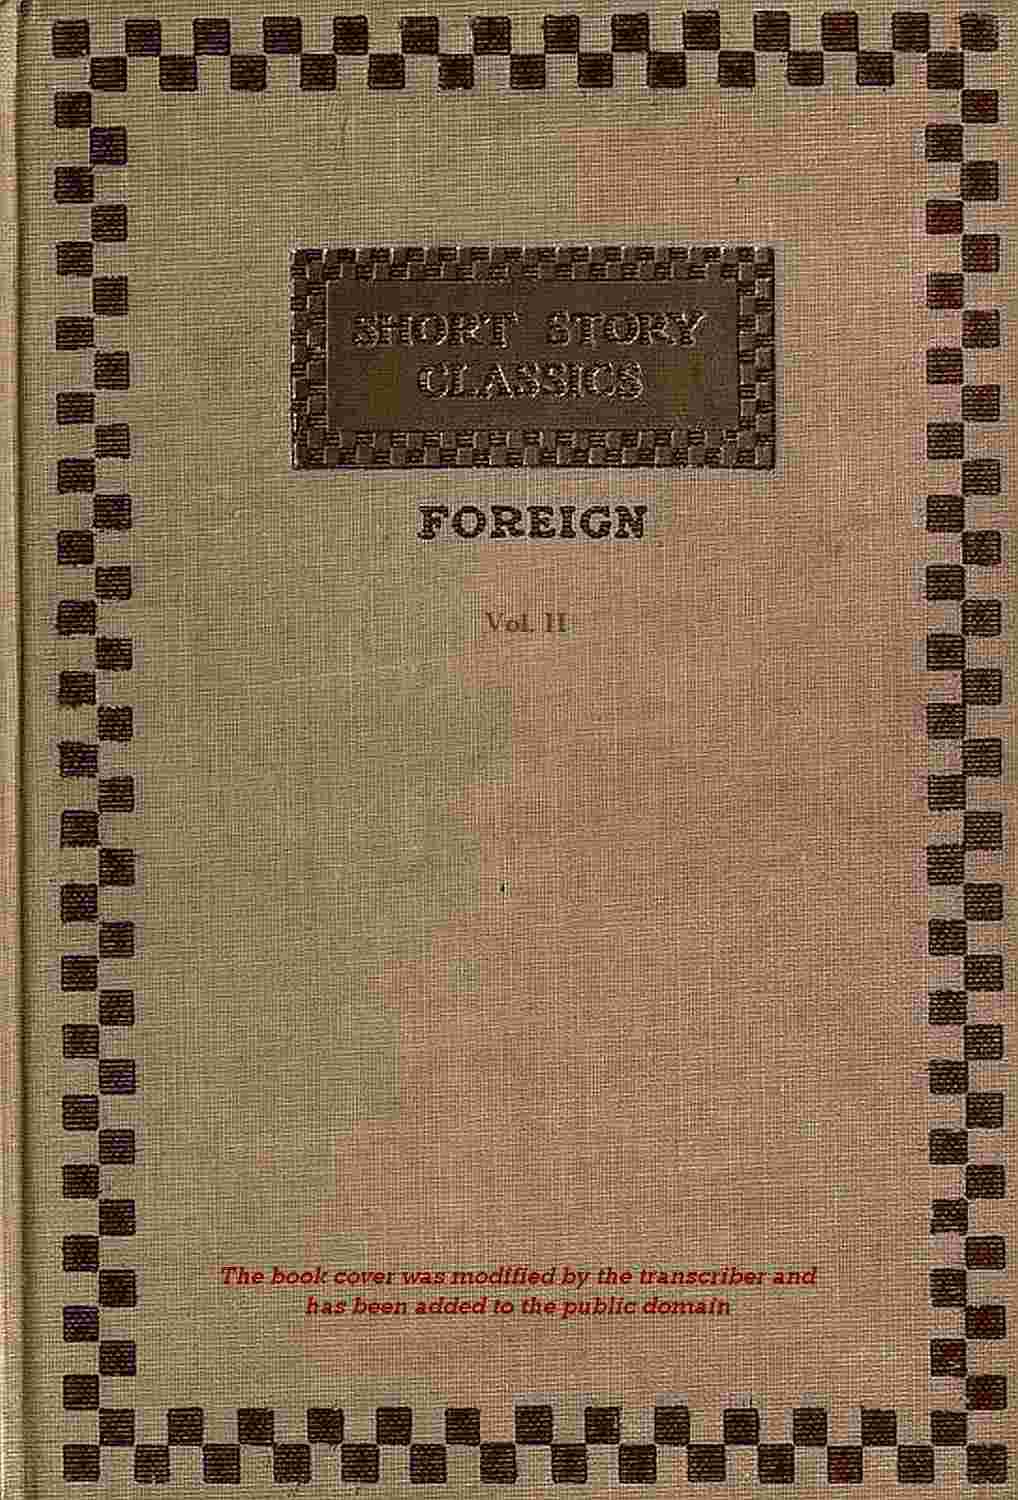 SHORT STORY
CLASSICS
FOREIGN
Vol. II
The book cover was modified by the transcriber and
has been added to the public domain